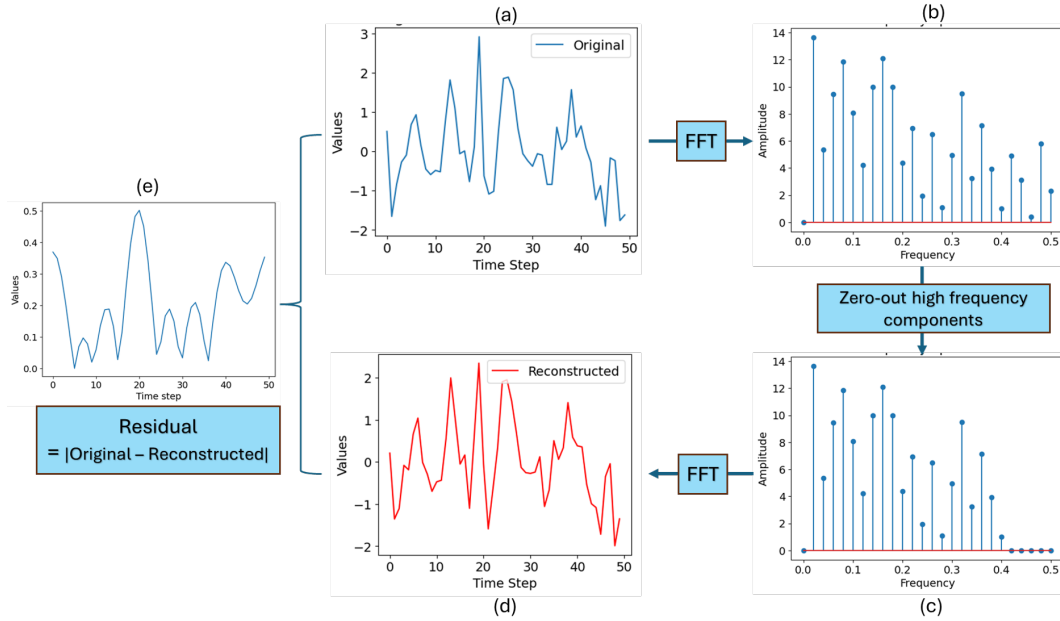 (a)
3
2
1
0
−1
−2
Values
Original
0
10
20
30
40
50
Time Step
FFT
(b)
14
12
10
8
6
4
2
0
Amplitude
0.0
0.1
0.2
0.3
0.4
0.5
Frequency
Zero-out high frequency
components
14
12
10
8
6
4
2
0
Amplitude
0.0
0.1
0.2
0.3
0.4
0.5
Frequency
(c)
FFT
2
1
0
−1
−2
Values
Reconstructed
0
10
20
30
40
50
Time Step
(d)
(e)
0.5
0.4
0.3
0.2
0.1
0.0
Values
0
10
20
30
40
50
Time step
Residual
= |Original – Reconstructed|